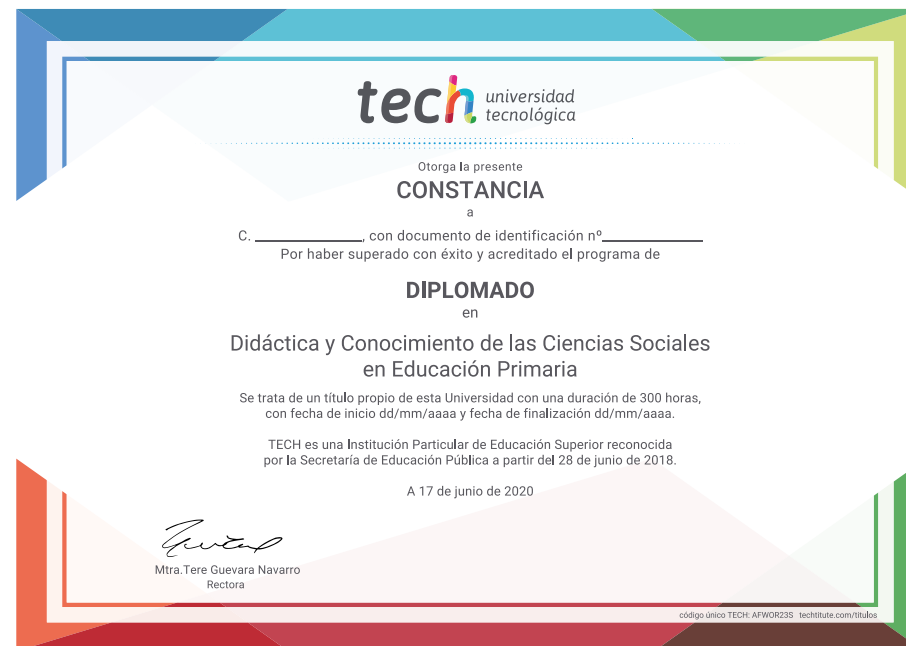 tech universidad
tecnológica
Otorga la presente
CONSTANCIA
a
C. ____________, con documento de identificación nº____________
Por haber superado con éxito y acreditado el programa de
DIPLOMADO
en
Didáctica y Conocimiento de las Ciencias Sociales
en Educación Primaria
Se trata de un título propio de esta Universidad con una duración de 300 horas,
con fecha de inicio dd/mm/aaaa y fecha de finalización dd/mm/aaaa.
TECH es una Institución Particular de Educación Superior reconocida
por la Secretaría de Educación Pública a partir del 28 de junio de 2018.
A 17 de junio de 2020
Mtra.Tere Guevara Navarro
Rectora
código único TECH: AFWOR23S techtitute.com/titulos